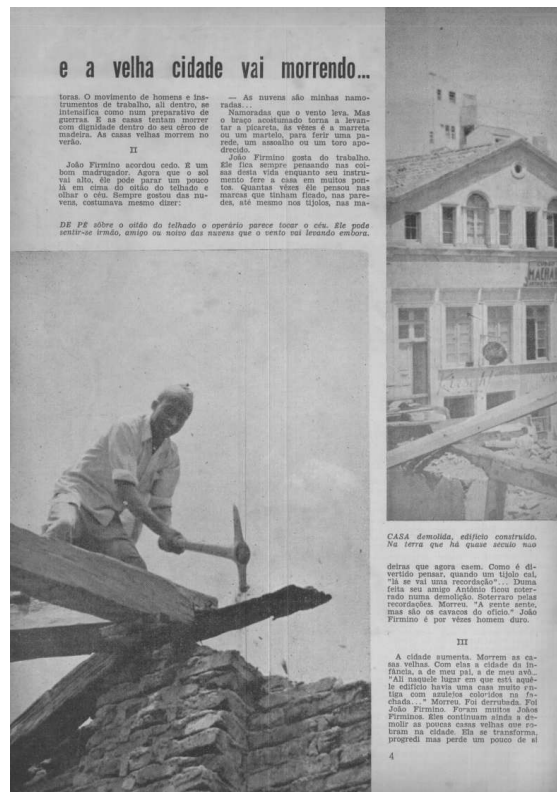 e a velha cidade vai morrendo...
toras. O movimento de homens e ins-
trumentos de trabalho, ali dentro, se
intensifica como num preparativo de
guerras. E as casas tentam morrer
com dignidade dentro do seu cêrco de
madeira. As casas velhas morrem no
verão.
II
João Firmino acordou cedo. É um
bom madrugador. Agora que o sol
vai alto, êle pode parar um pouco
lá em cima do oitão do telhado e
olhar o céu. Sempre gostou das nu-
vens, costumava mesmo dizer:
— As nuvens são minhas namo-
radas...
Namoradas que o vento leva. Mas
o braço acostumado torna a levan-
tar a picareta, às vêzes é a marreta
ou um martelo, para ferir uma pa-
rede, um assoalho ou um toro apo-
drecido.
João Firmino gosta do trabalho.
Ele fica sempre pensando nas coi-
sas desta vida enquanto seu instru-
mento fere a casa em muitos pon-
tos. Quantas vêzes êle pensou nas
marcas que tinham ficado, nas pare-
des, até mesmo nos tijolos, nas ma-
DE PÉ sôbre o oitão do telhado o operário parece tocar o céu. Ele pode
sentir-se irmão, amigo ou noivo das nuvens que o vento vai levando embora.
CASA demolida, edifício construído.
Na terra que há quase século não
deiras que agora caem. Como é di-
vertido pensar, quando um tijolo cai,
"lá se vai uma recordação"... Duma
feita seu amigo Antônio ficou soter-
rado numa demolição. Soterraro pelas
recordações. Morreu. "A gente sente,
mas são os cavacos do ofício." João
Firmino é por vêzes homem duro.
III
A cidade aumenta. Morrem as ca-
sas velhas. Com elas a cidade da in-
fância, a de meu pai, a de meu avô...
"Ali naquele lugar em que está aquê-
le edifício havia uma casa muito an-
tiga com azulejos coloridos na fa-
chada..." Morreu. Foi derrubada. Foi
João Firmino. Foram muitos Joãos
Firminos. Eles continuam ainda a de-
molir as poucas casas velhas que so-
bram na cidade. Ela se transforma,
progredi mas perde um pouco de si
4